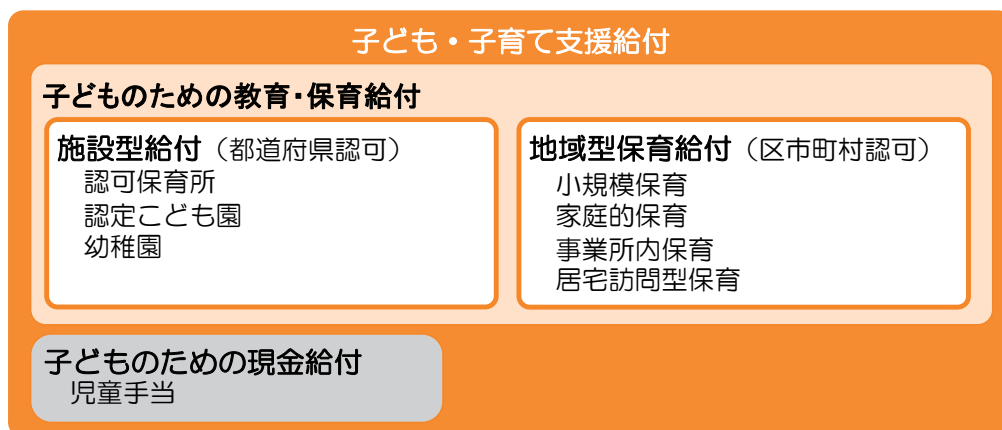 子ども・子育て支援給付
子どものための教育・保育給付
施設型給付（都道府県認可）
認可保育所
認定こども園
幼稚園
地域型保育給付（区市町村認可）
小規模保育
家庭的保育
事業所内保育
居宅訪問型保育
子どものための現金給付
児童手当